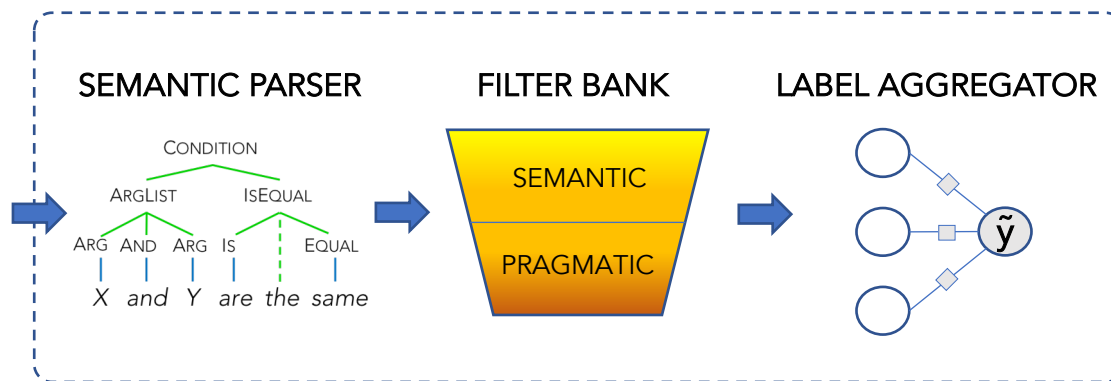 SEMANTIC PARSER
CONDITION
ARGLIST ISEQUAL
ARG AND ARG IS EQUAL
X and Y are the same
FILTER BANK
SEMANTIC
PRAGMATIC
LABEL AGGREGATOR
ỹ